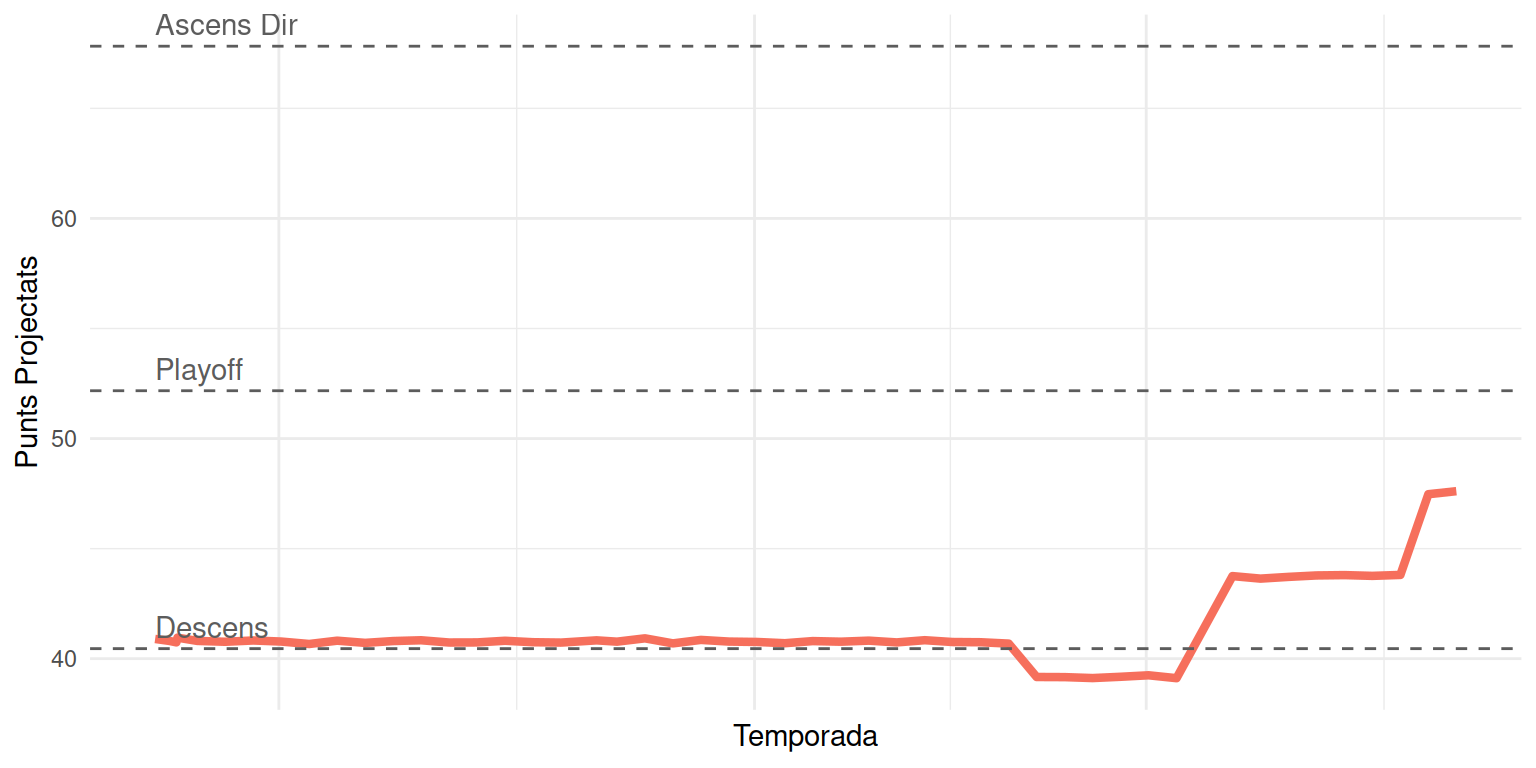 Ascens Dir
60
Playoff
50
Descens
40
Punts Projectats
Temporada